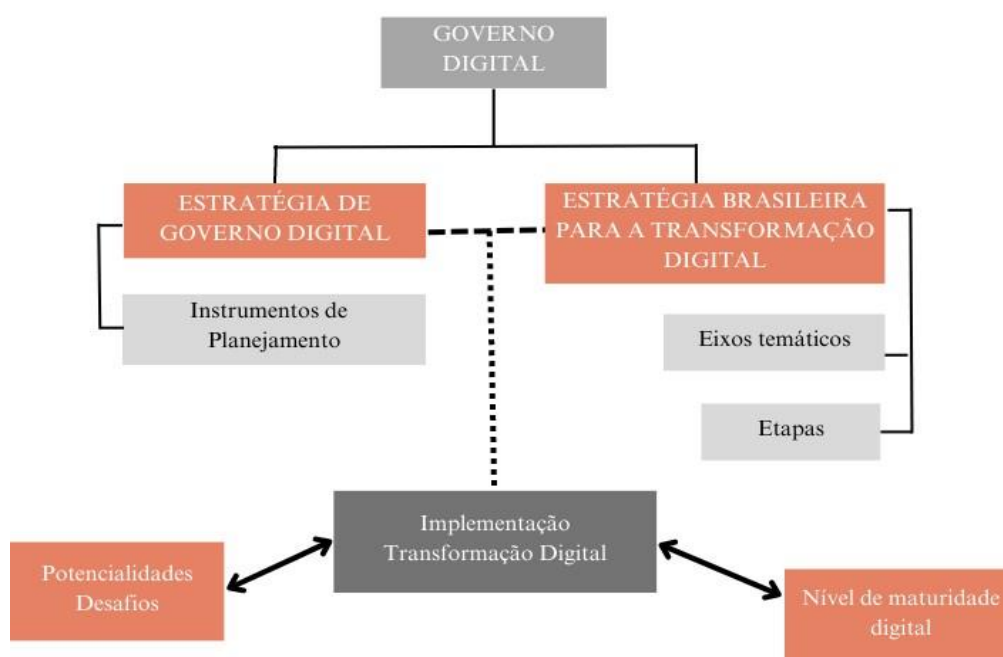 GOVERNO
DIGITAL
ESTRATÉGIA DE
GOVERNO DIGITAL
ESTRATÉGIA BRASILEIRA
PARA A TRANSFORMAÇÃO
DIGITAL
Instrumentos de
Planejamento
Eixos temáticos
Etapas
Implementação
Transformação Digital
Potencialidades
Desafios
Nível de maturidade
digital